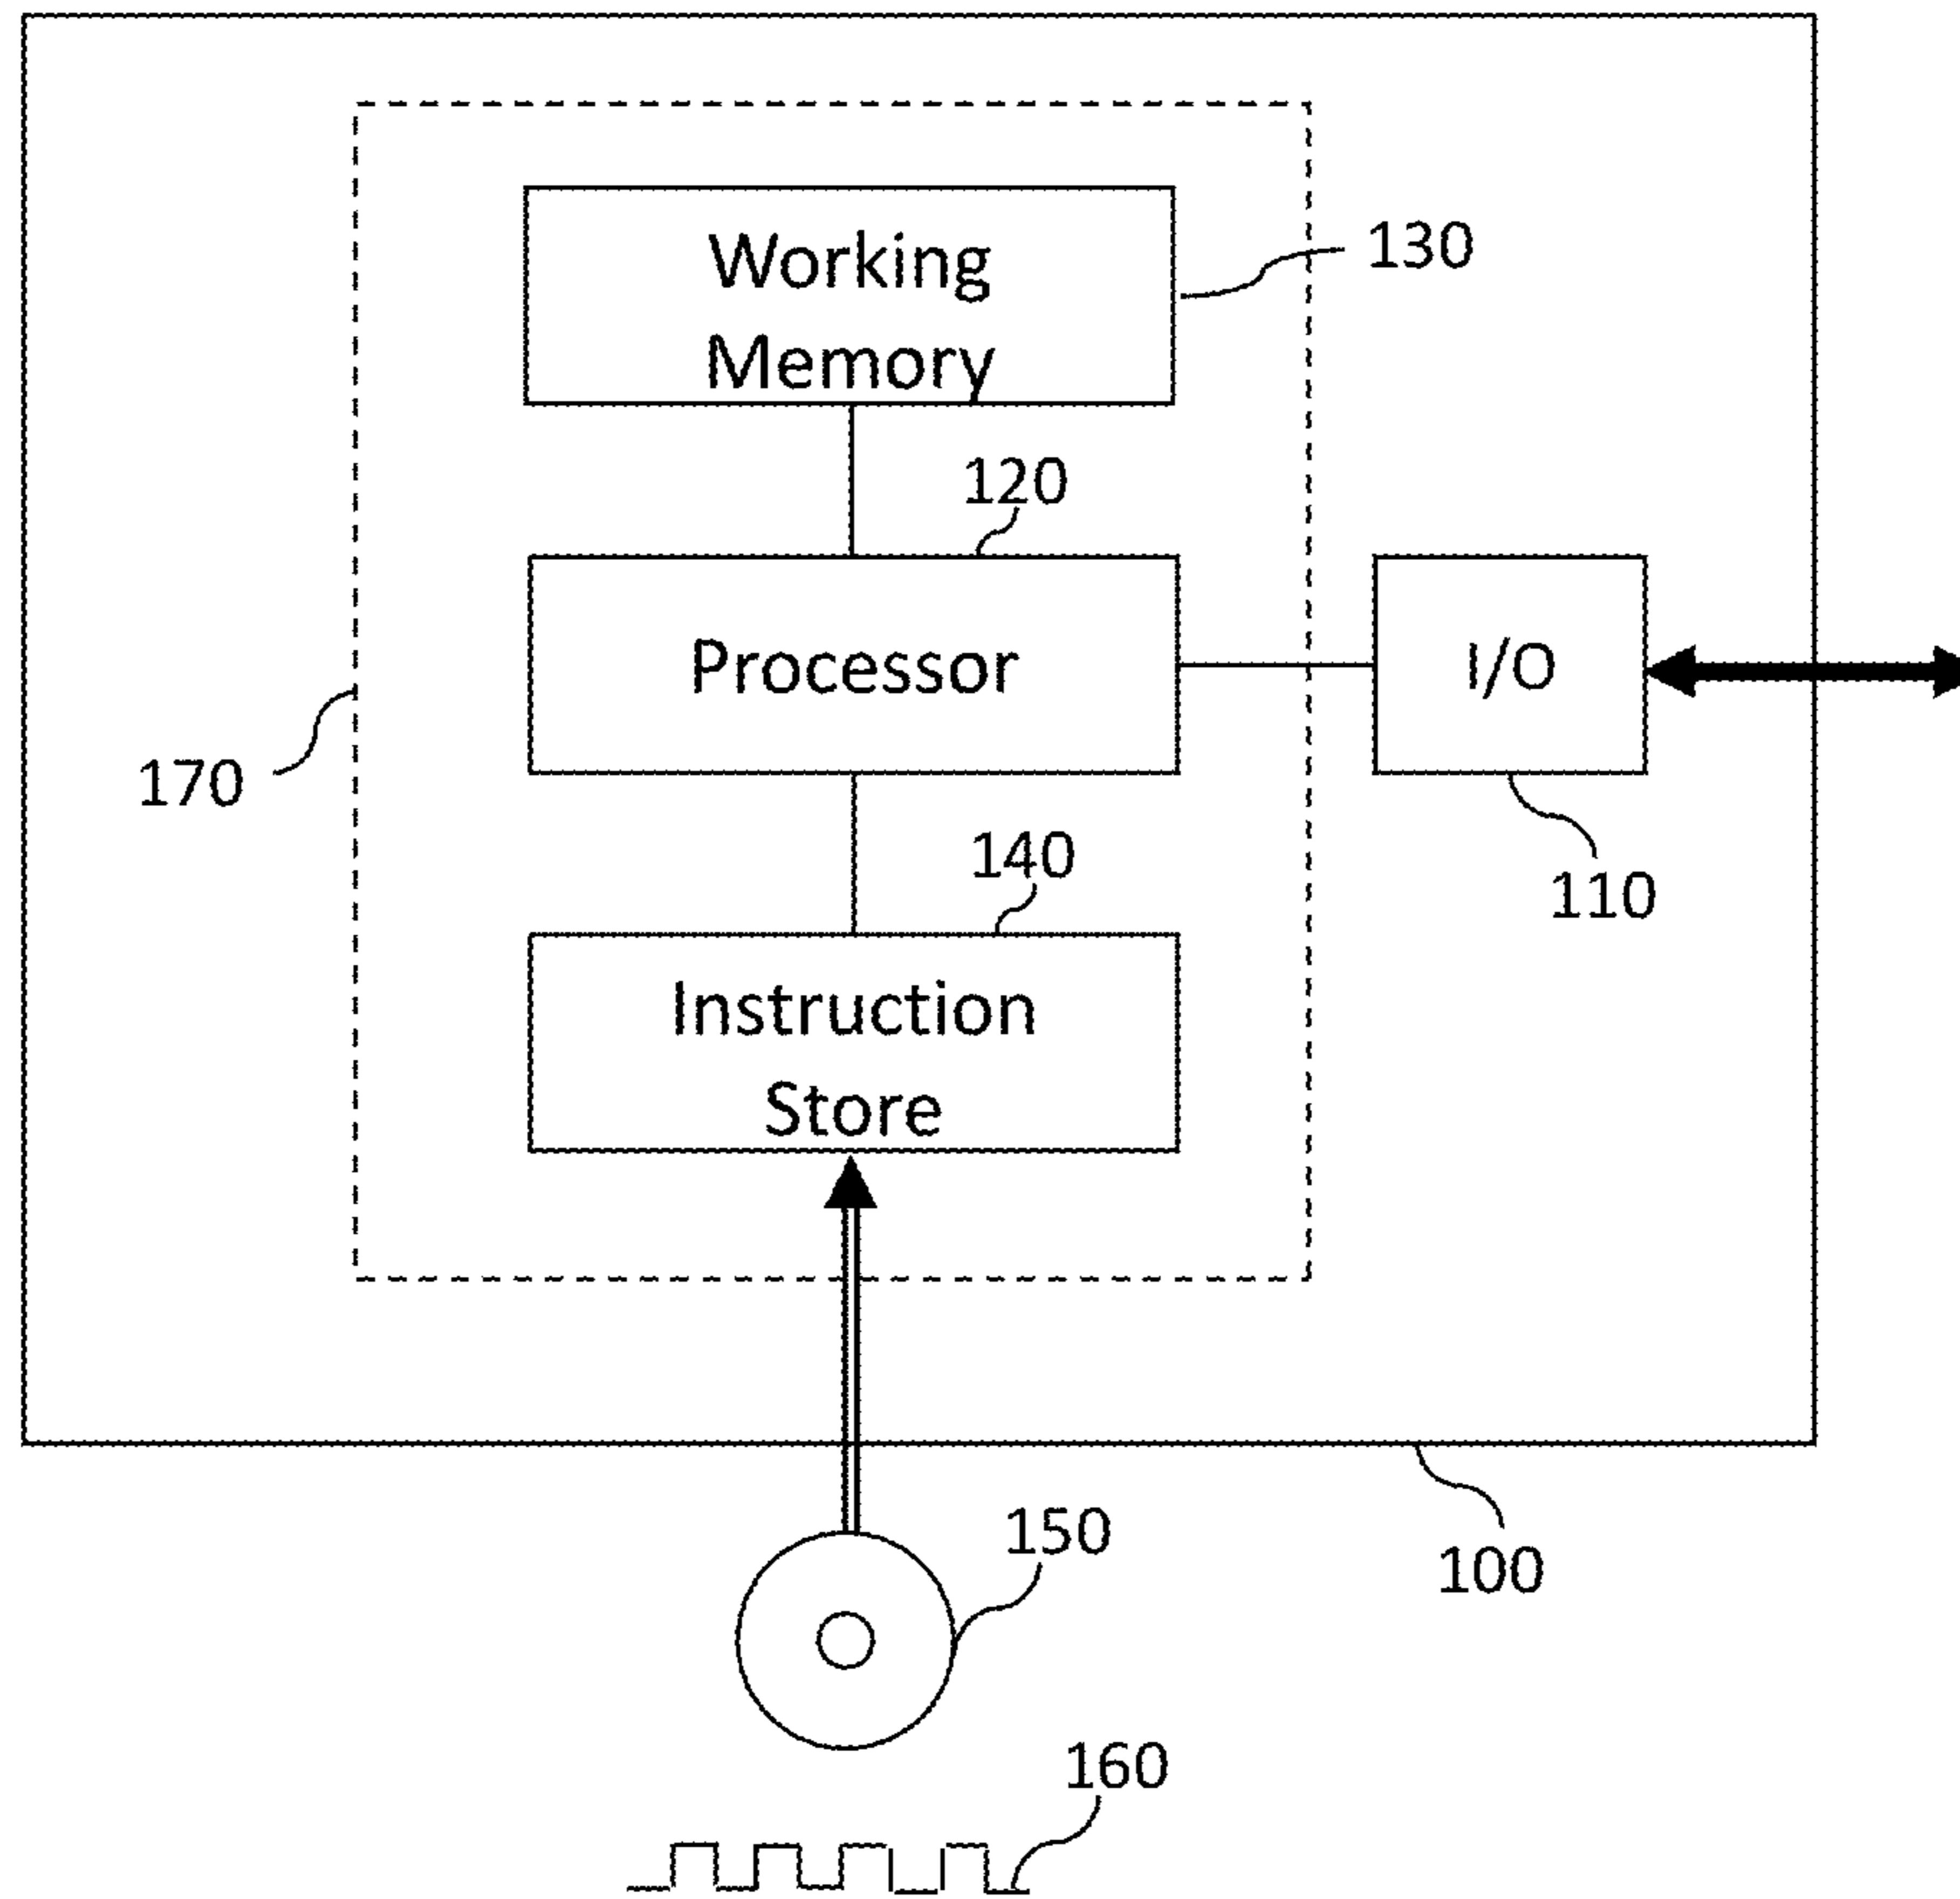 Working
Memory
130
120
Processor
I/O
170
140
110
Instruction
Store
150
100
160